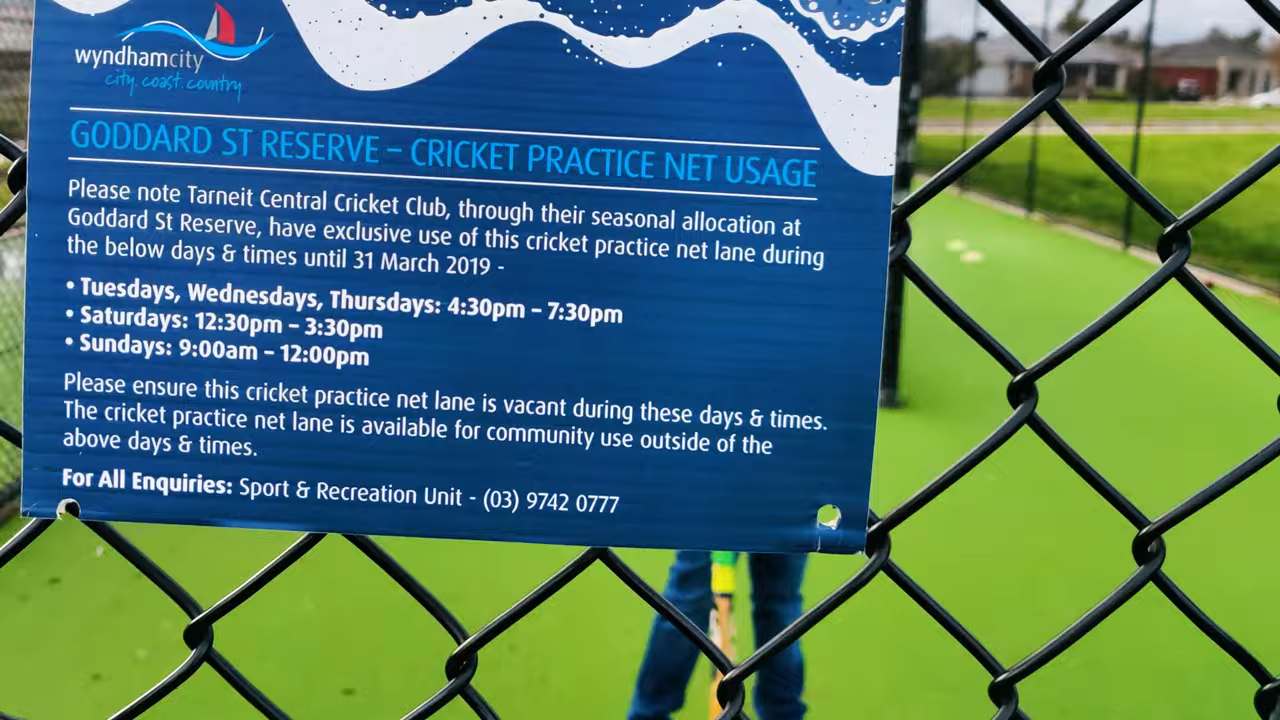 wyndhamcity
city. coast. country.
GODDARD ST RESERVE – CRICKET PRACTICE NET USAGE
Please note Tarneit Central Cricket Club, through their seasonal allocation at
Goddard St Reserve, have exclusive use of this cricket practice net lane during
the below days & times until 31 March 2019 -
• Tuesdays, Wednesdays, Thursdays: 4:30pm – 7:30pm
• Saturdays: 12:30pm – 3:30pm
• Sundays: 9:00am – 12:00pm
Please ensure this cricket practice net lane is vacant during these days & times.
The cricket practice net lane is available for community use outside of the
above days & times.
For All Enquiries: Sport & Recreation Unit - (03) 9742 0777